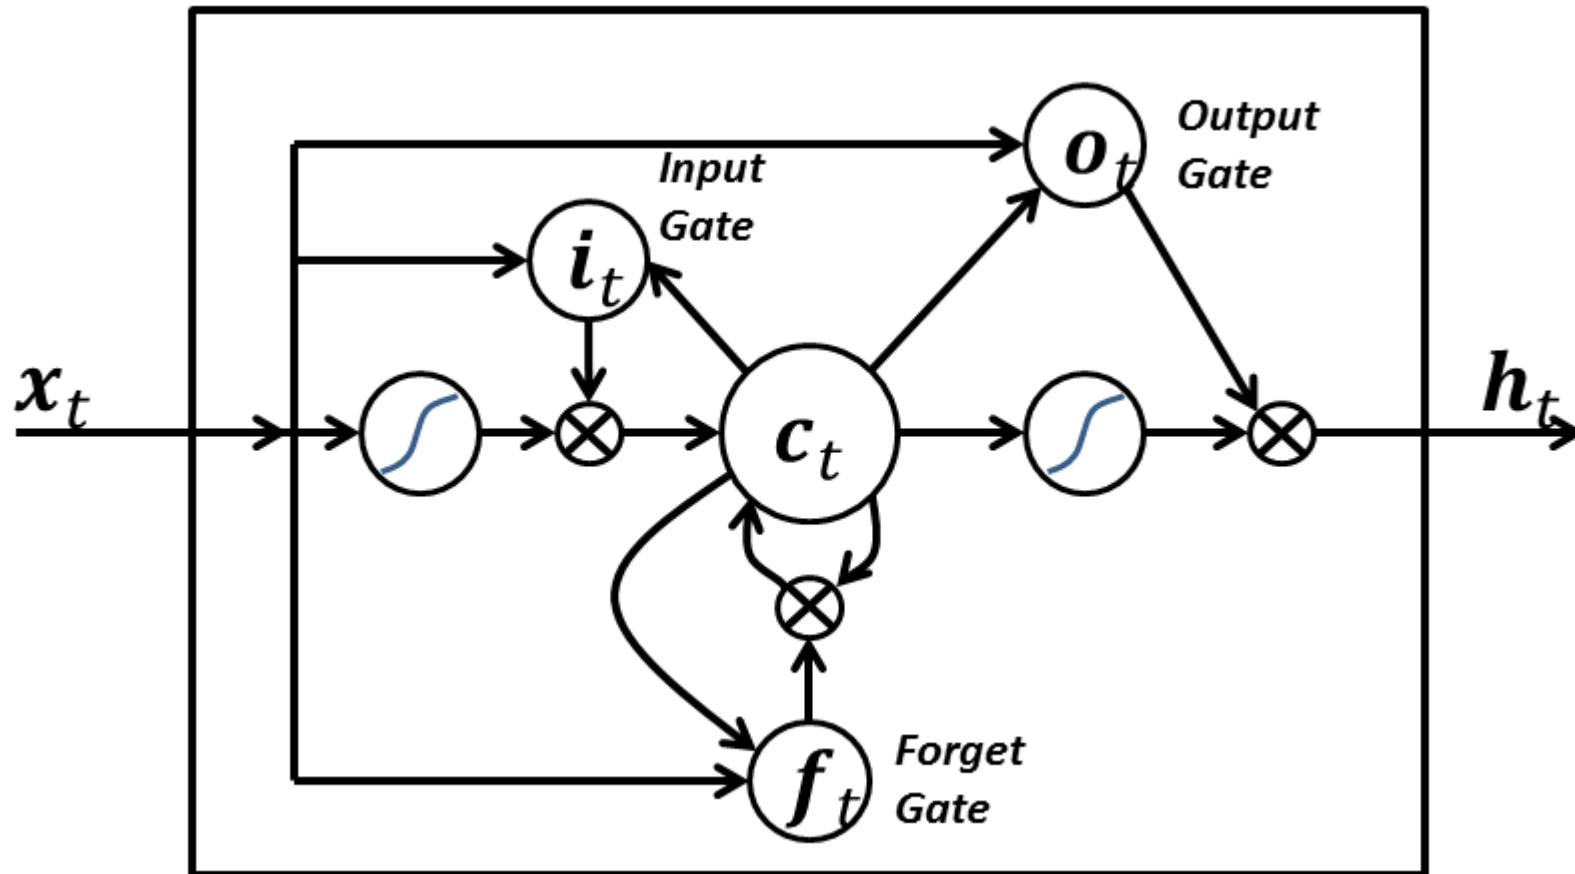 Output
o_t
Gate
Input
Gate
i_t
x_t
h_t
c_t
Forget
f_t
Gate